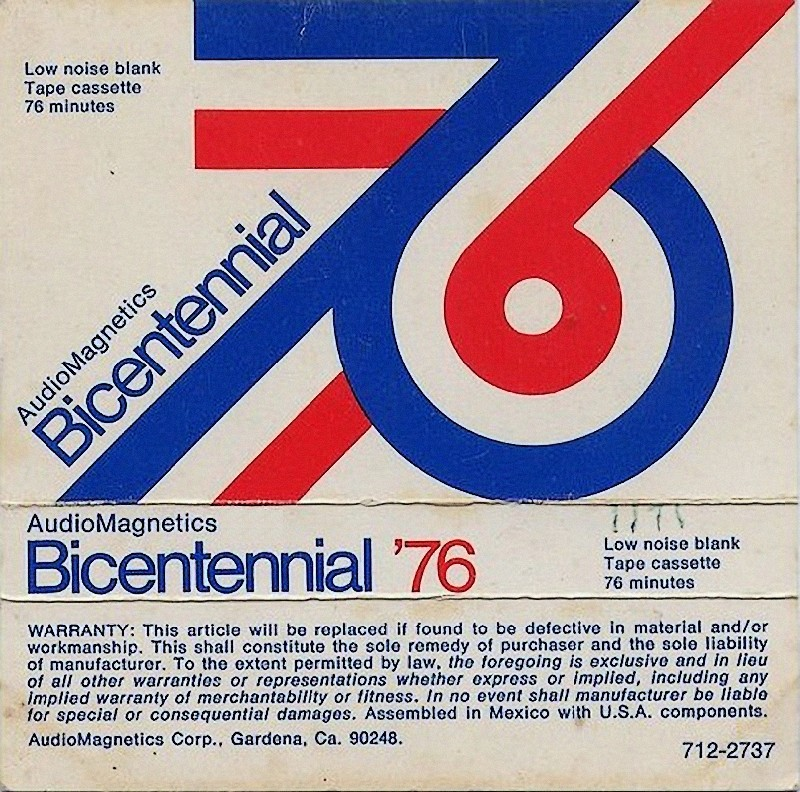 Low noise blank
Tape cassette
76 minutes
76
AudioMagnetics
Bicentennial
AudioMagnetics
Bicentennial ’76
Low noise blank
Tape cassette
76 minutes
WARRANTY: This article will be replaced if found to be defective in material and/or
workmanship. This shall constitute the sole remedy of purchaser and the sole liability
of manufacturer. To the extent permitted by law, the foregoing is exclusive and in lieu
of all other warranties or representations whether express or implied, including any
implied warranty of merchantability or fitness. In no event shall manufacturer be liable
for special or consequential damages. Assembled in Mexico with U.S.A. components.
AudioMagnetics Corp., Gardena, Ca. 90248.
712-2737